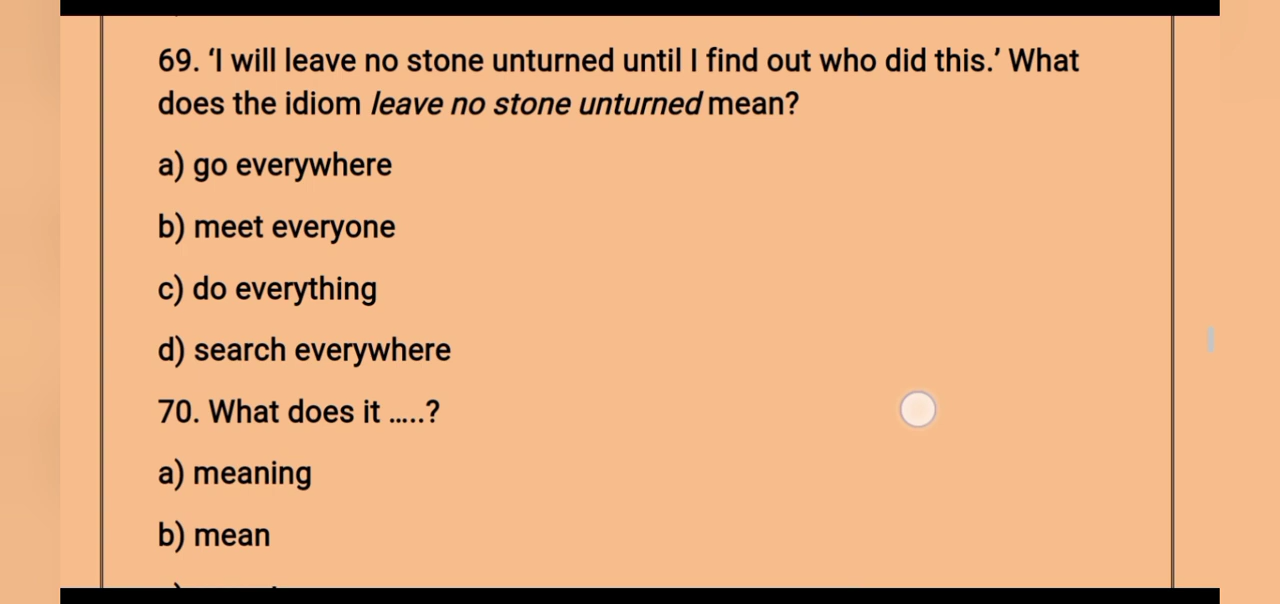 69. ‘I will leave no stone unturned until I find out who did this.’ What
does the idiom leave no stone unturned mean?
a) go everywhere
b) meet everyone
c) do everything
d) search everywhere
70. What does it .....?
a) meaning
b) mean